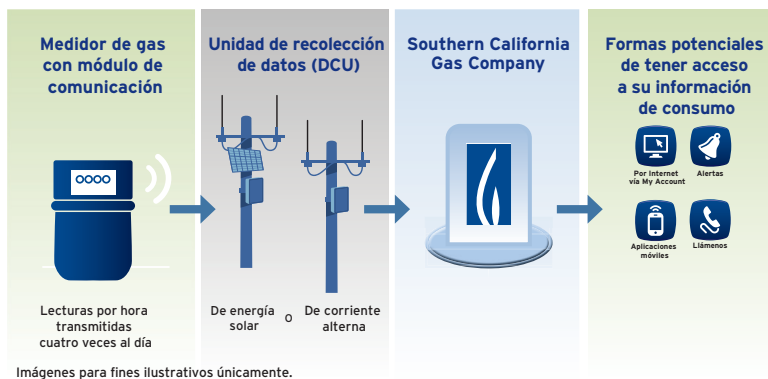 Medidor de gas
con módulo de
comunicación
0000
Lecturas por hora
transmitidas
cuatro veces al día
Unidad de recolección
de datos (DCU)
De energía
solar
o
De corriente
alterna
Southern California
Gas Company
Formas potenciales
de tener acceso
a su información
de consumo
Por Internet
vía My Account
Alertas
Aplicaciones
móviles
Llámenos
Imágenes para fines ilustrativos únicamente.